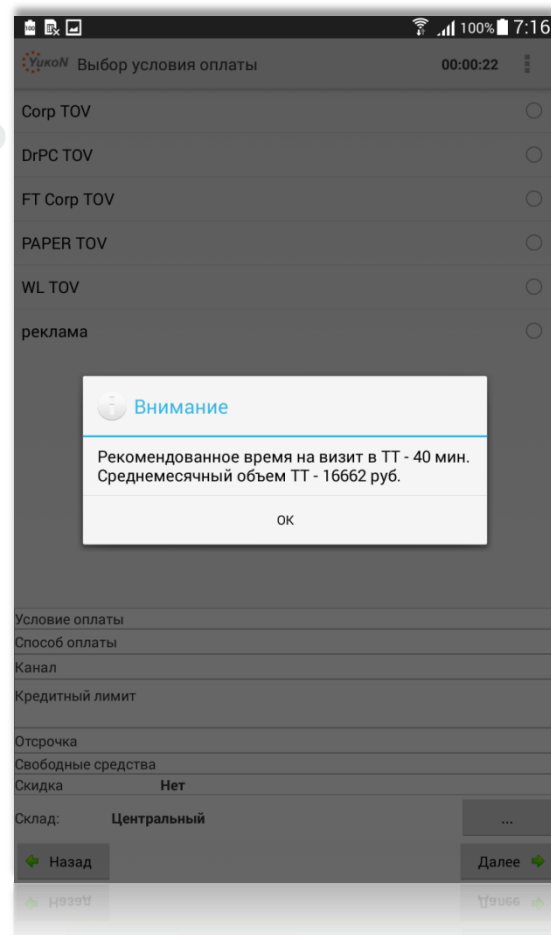 100% 7:16
YukoN Выбор условия оплаты 00:00:22
Corp TOV
DrPC TOV
FT Corp TOV
PAPER TOV
WL TOV
реклама
Внимание
Рекомендованное время на визит в ТТ - 40 мин.
Среднемесячный объем ТТ - 16662 руб.
ОК
Условие оплаты
Способ оплаты
Канал
Кредитный лимит
Отсрочка
Свободные средства
Скидка Нет
Склад: Центральный ...
Назад Далее